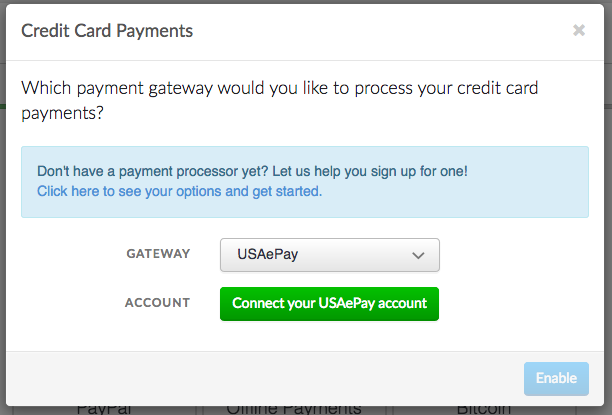 Credit Card Payments
Which payment gateway would you like to process your credit card
payments?
Don't have a payment processor yet? Let us help you sign up for one!
Click here to see your options and get started.
GATEWAY USAePay
ACCOUNT Connect your USAePay account
Enable
PayPal Offline Payments Bitcoin